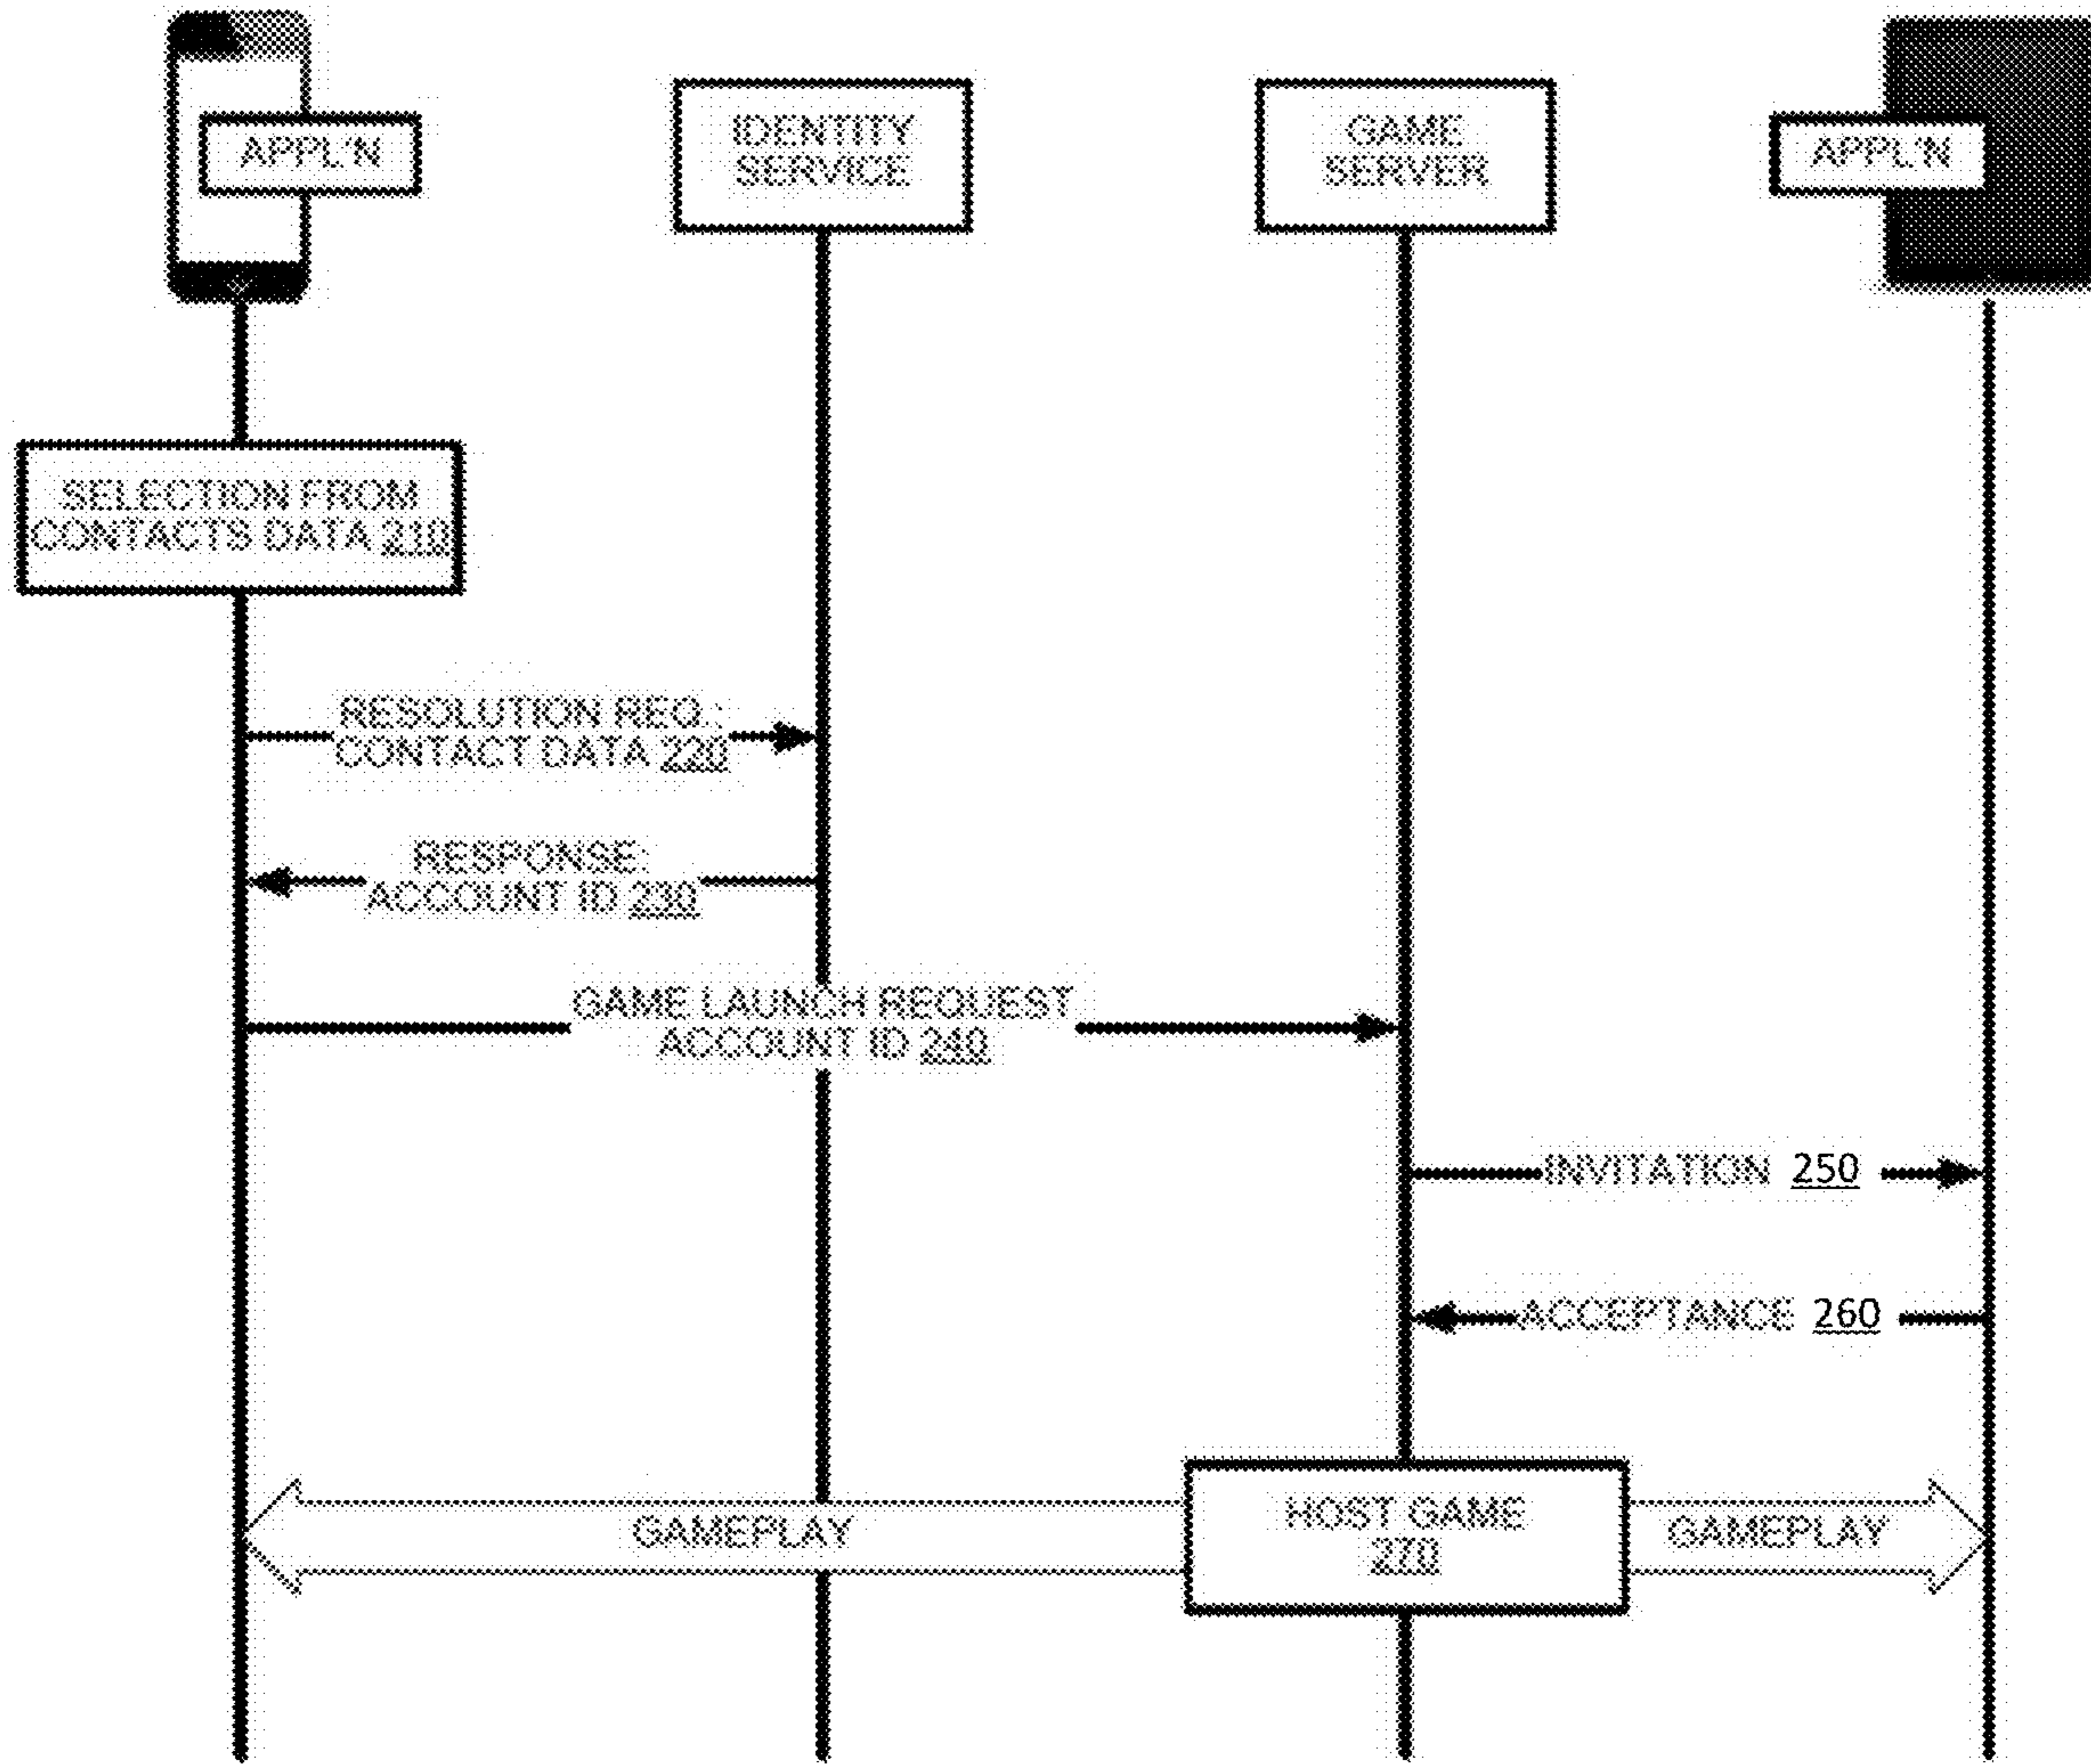 APPL'N
IDENTITY
SERVICE
GAME
SERVER
APPL'N
SELECTION FROM
CONTACTS DATA 210
RESOLUTION REQ.:
CONTACT DATA 220
RESPONSE:
ACCOUNT ID 230
GAME LAUNCH REQUEST
ACCOUNT ID 240
INVITATION 250
ACCEPTANCE 260
GAMEPLAY
HOST GAME
270
GAMEPLAY